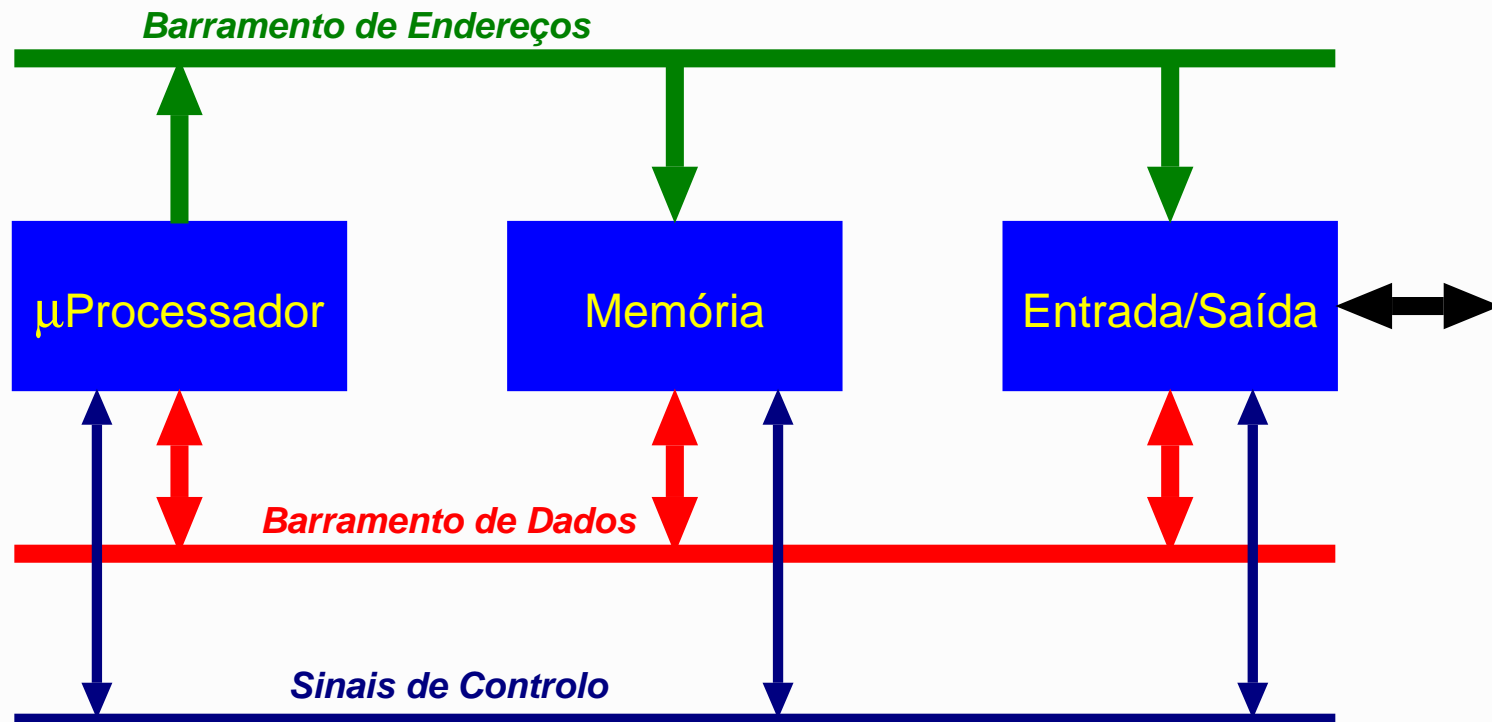 Barramento de Endereços
μProcessador
Memória
Entrada/Saída
Barramento de Dados
Sinais de Controlo